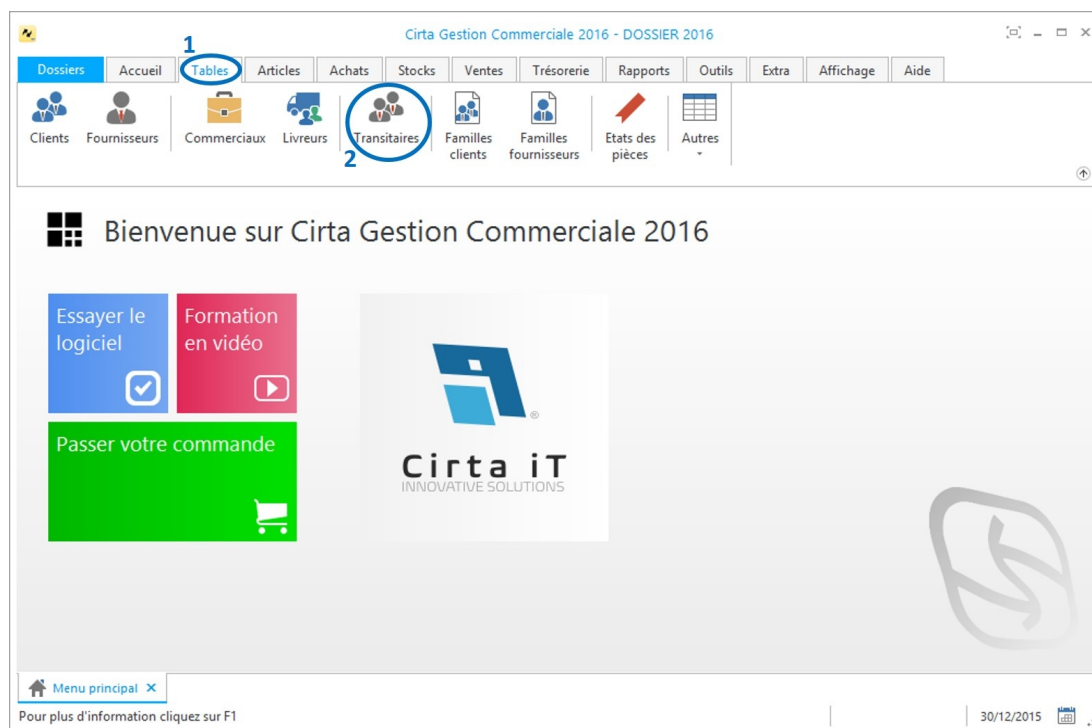 Cirta Gestion Commerciale 2016 - DOSSIER 2016
1
Dossiers Accueil Tables Articles Achats Stocks Ventes Trésorerie Rapports Outils Extra Affichage Aide
Clients Fournisseurs Commerciaux Livreurs Transitaires Familles clients Familles fournisseurs Etats des pièces Autres
2
Bienvenue sur Cirta Gestion Commerciale 2016
Essayer le
logiciel
Formation
en vidéo
Passer votre commande
®
Cirta iT
INNOVATIVE SOLUTIONS
Menu principal X
Pour plus d'information cliquez sur F1
30/12/2015